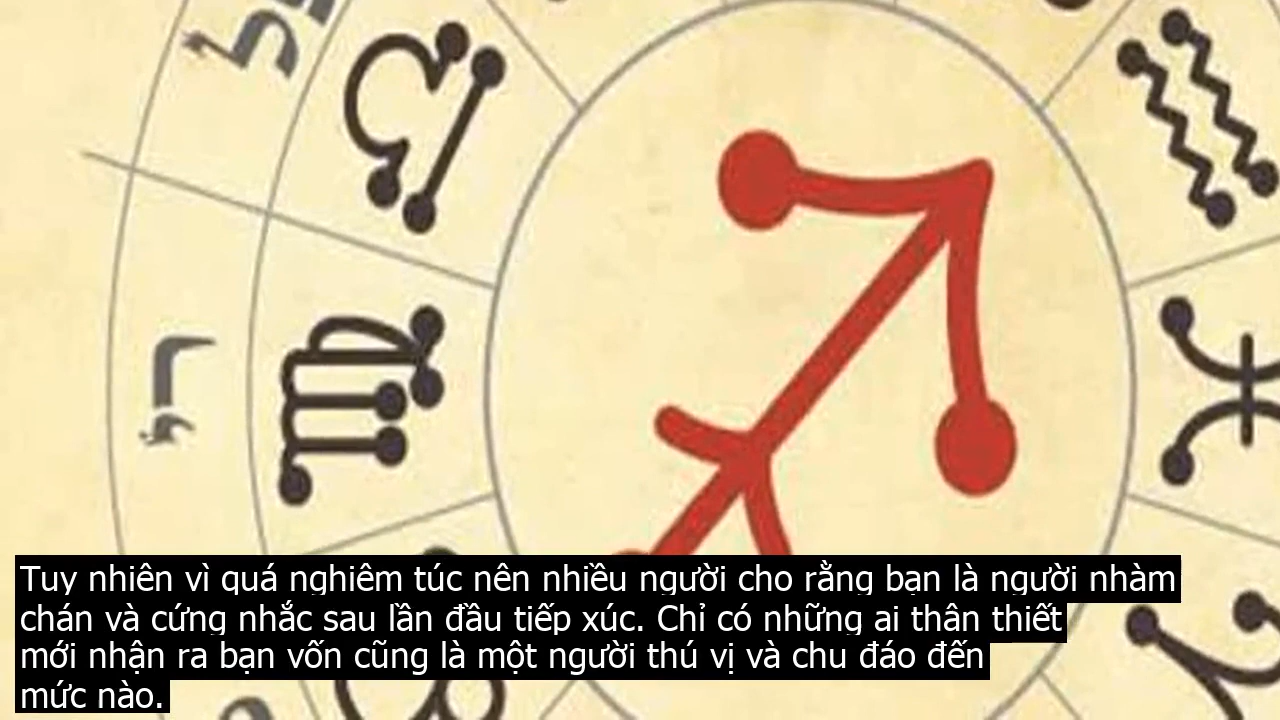 Tuy nhiên vì quá nghiêm túc nên nhiều người cho rằng bạn là người nhàm
chán và cứng nhắc sau lần đầu tiếp xúc. Chỉ có những ai thân thiết
mới nhận ra bạn vốn cũng là một người thú vị và chu đáo đến
mức nào.